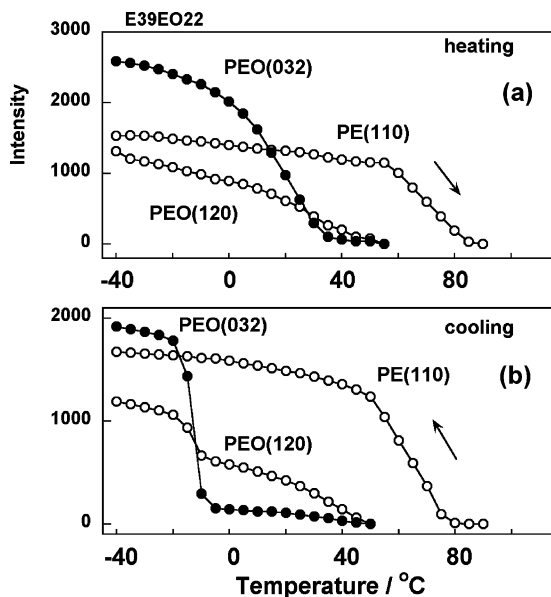 E39EO22
3000
heating
PEO(032)
(a)
2000
Intensity
PE(110)
1000
PEO(120)
0
-40
0
40
80
2000
PEO(032)
cooling
PE(110)
(b)
1000
PEO(120)
0
-40
0
40
80
Temperature / °C